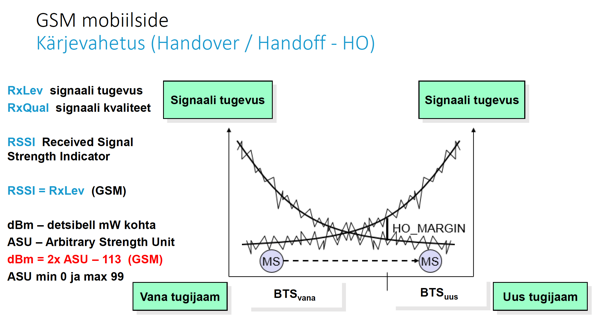 GSM mobiilside
Kärjevahetus (Handover / Handoff - HO)
RxLev signaali tugevus
RxQual signaali kvaliteet
RSSI Received Signal
Strength Indicator
RSSI = RxLev (GSM)
dBm – detsibell mW kohta
ASU – Arbitrary Strength Unit
dBm = 2x ASU – 113 (GSM)
ASU min 0 ja max 99
Signaali tugevus
Signaali tugevus
HO_MARGIN
MS
MS
Vana tugijaam
BTSvana
BTSuus
Uus tugijaam